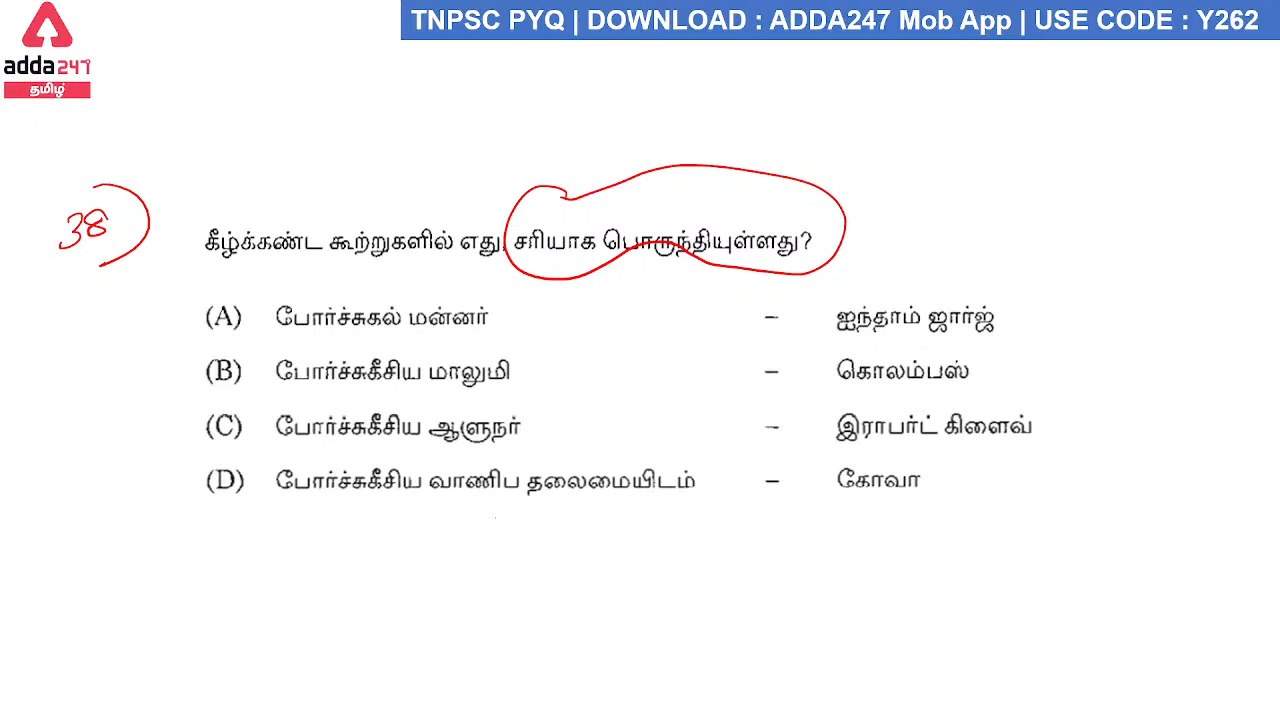 TNPSC PYQ | DOWNLOAD : ADDA247 Mob App | USE CODE : Y262
adda247
தமிழ்
38
கீழ்க்கண்ட கூற்றுகளில் எது, சரியாக பொருந்தியுள்ளது?
(A) போர்ச்சுகல் மன்னர் – ஐந்தாம் ஜார்ஜ்
(B) போர்ச்சுகீசிய மாலுமி – கொலம்பஸ்
(C) போர்ச்சுகீசிய ஆளுநர் – இராபர்ட் கிளைவ்
(D) போர்ச்சுகீசிய வாணிப தலைமையிடம் – கோவா